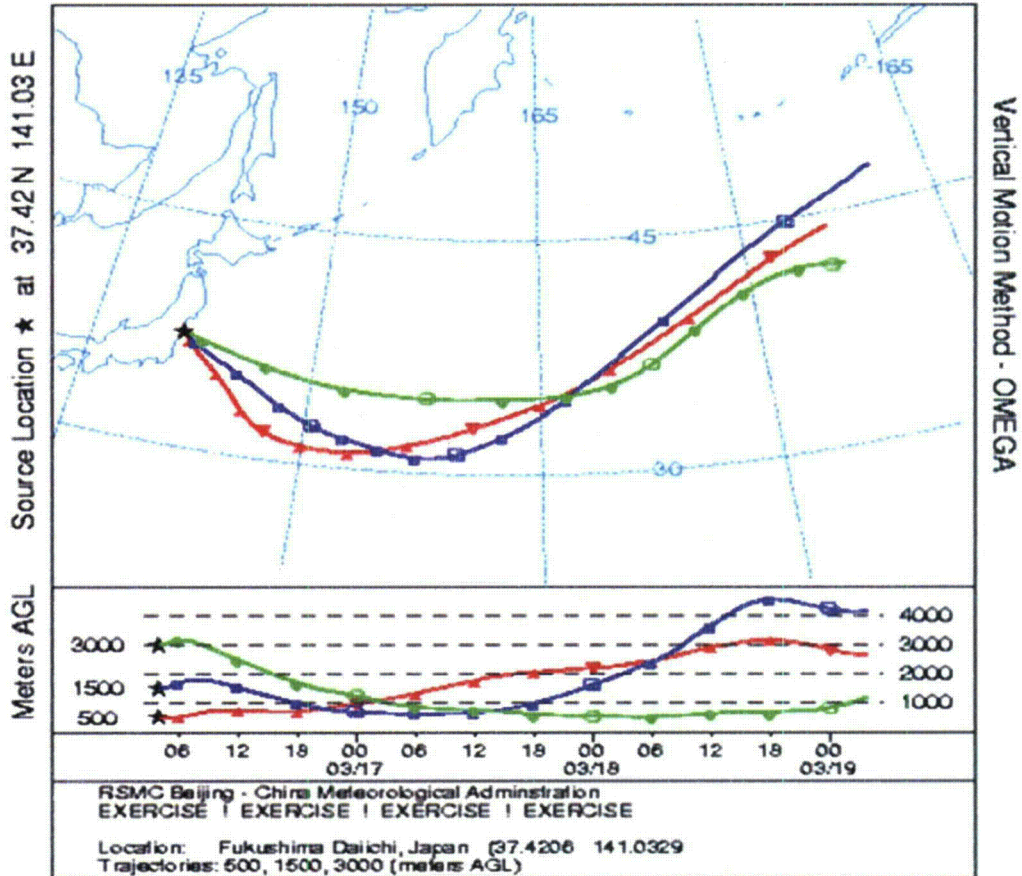 Source Location ★ at 37.42 N 141.03 E
Vertical Motion Method - OMEGA
135
150
165
-165
45
30
Meters AGL
3000
1500
500
4000
3000
2000
1000
06 12 18 00 06 12 18 00 06 12 18 00
03/17 03/18 03/19
RSMC Beijing - China Meteorological Adminstration
EXERCISE ! EXERCISE ! EXERCISE ! EXERCISE
Location: Fukushima Daiichi, Japan (37.4206 141.0329
Trajectories: 500, 1500, 3000 (meters AGL)